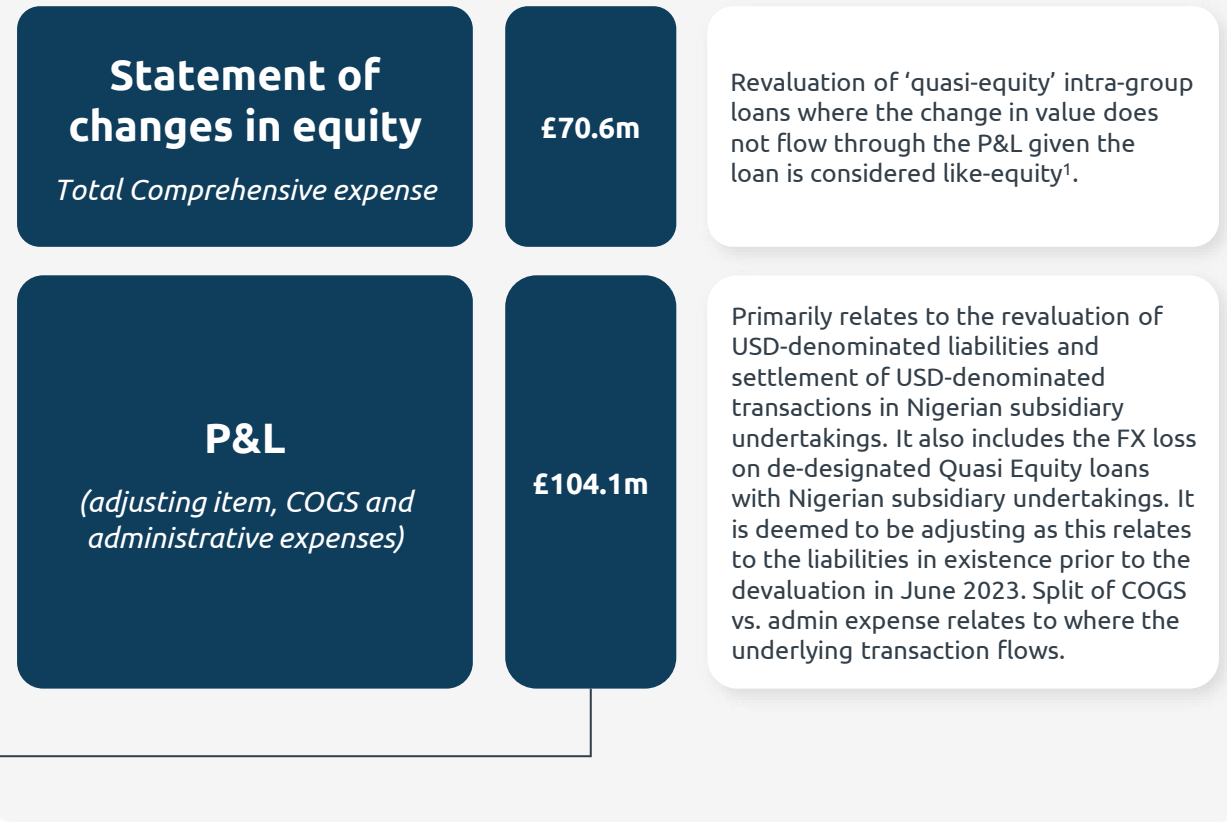 Statement of
changes in equity
Total Comprehensive expense
£70.6m
Revaluation of ‘quasi-equity’ intra-group
loans where the change in value does
not flow through the P&L given the
loan is considered like-equity¹.
P&L
(adjusting item, COGS and
administrative expenses)
£104.1m
Primarily relates to the revaluation of
USD-denominated liabilities and
settlement of USD-denominated
transactions in Nigerian subsidiary
undertakings. It also includes the FX loss
on de-designated Quasi Equity loans
with Nigerian subsidiary undertakings. It
is deemed to be adjusting as this relates
to the liabilities in existence prior to the
devaluation in June 2023. Split of COGS
vs. admin expense relates to where the
underlying transaction flows.